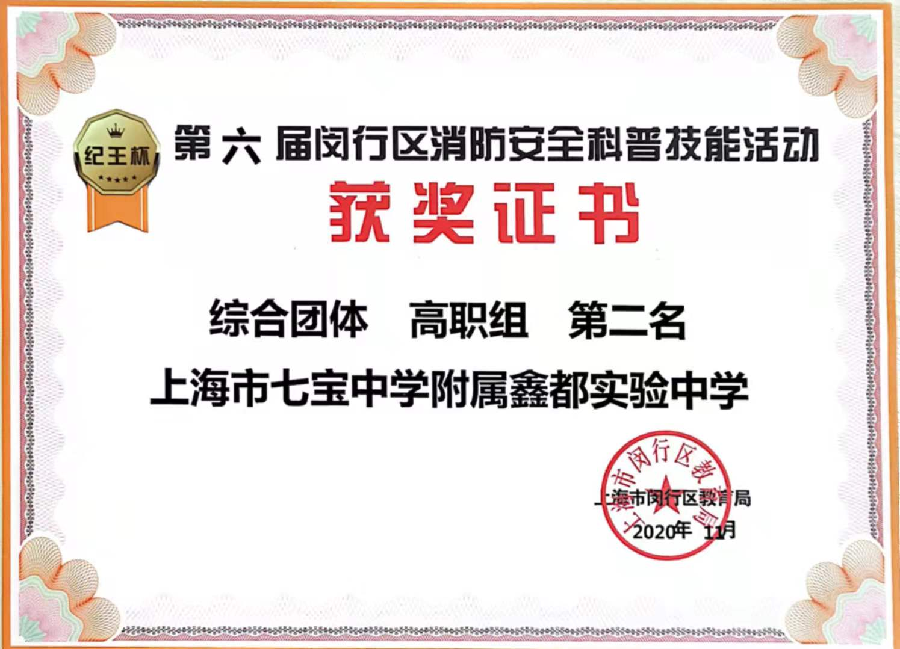 纪王杯
第六届闵行区消防安全科普技能活动
获奖证书
综合团体 高职组 第二名
上海市七宝中学附属鑫都实验中学
上海市闵行区教育局
上海市闵行区教育局
2020年 11月